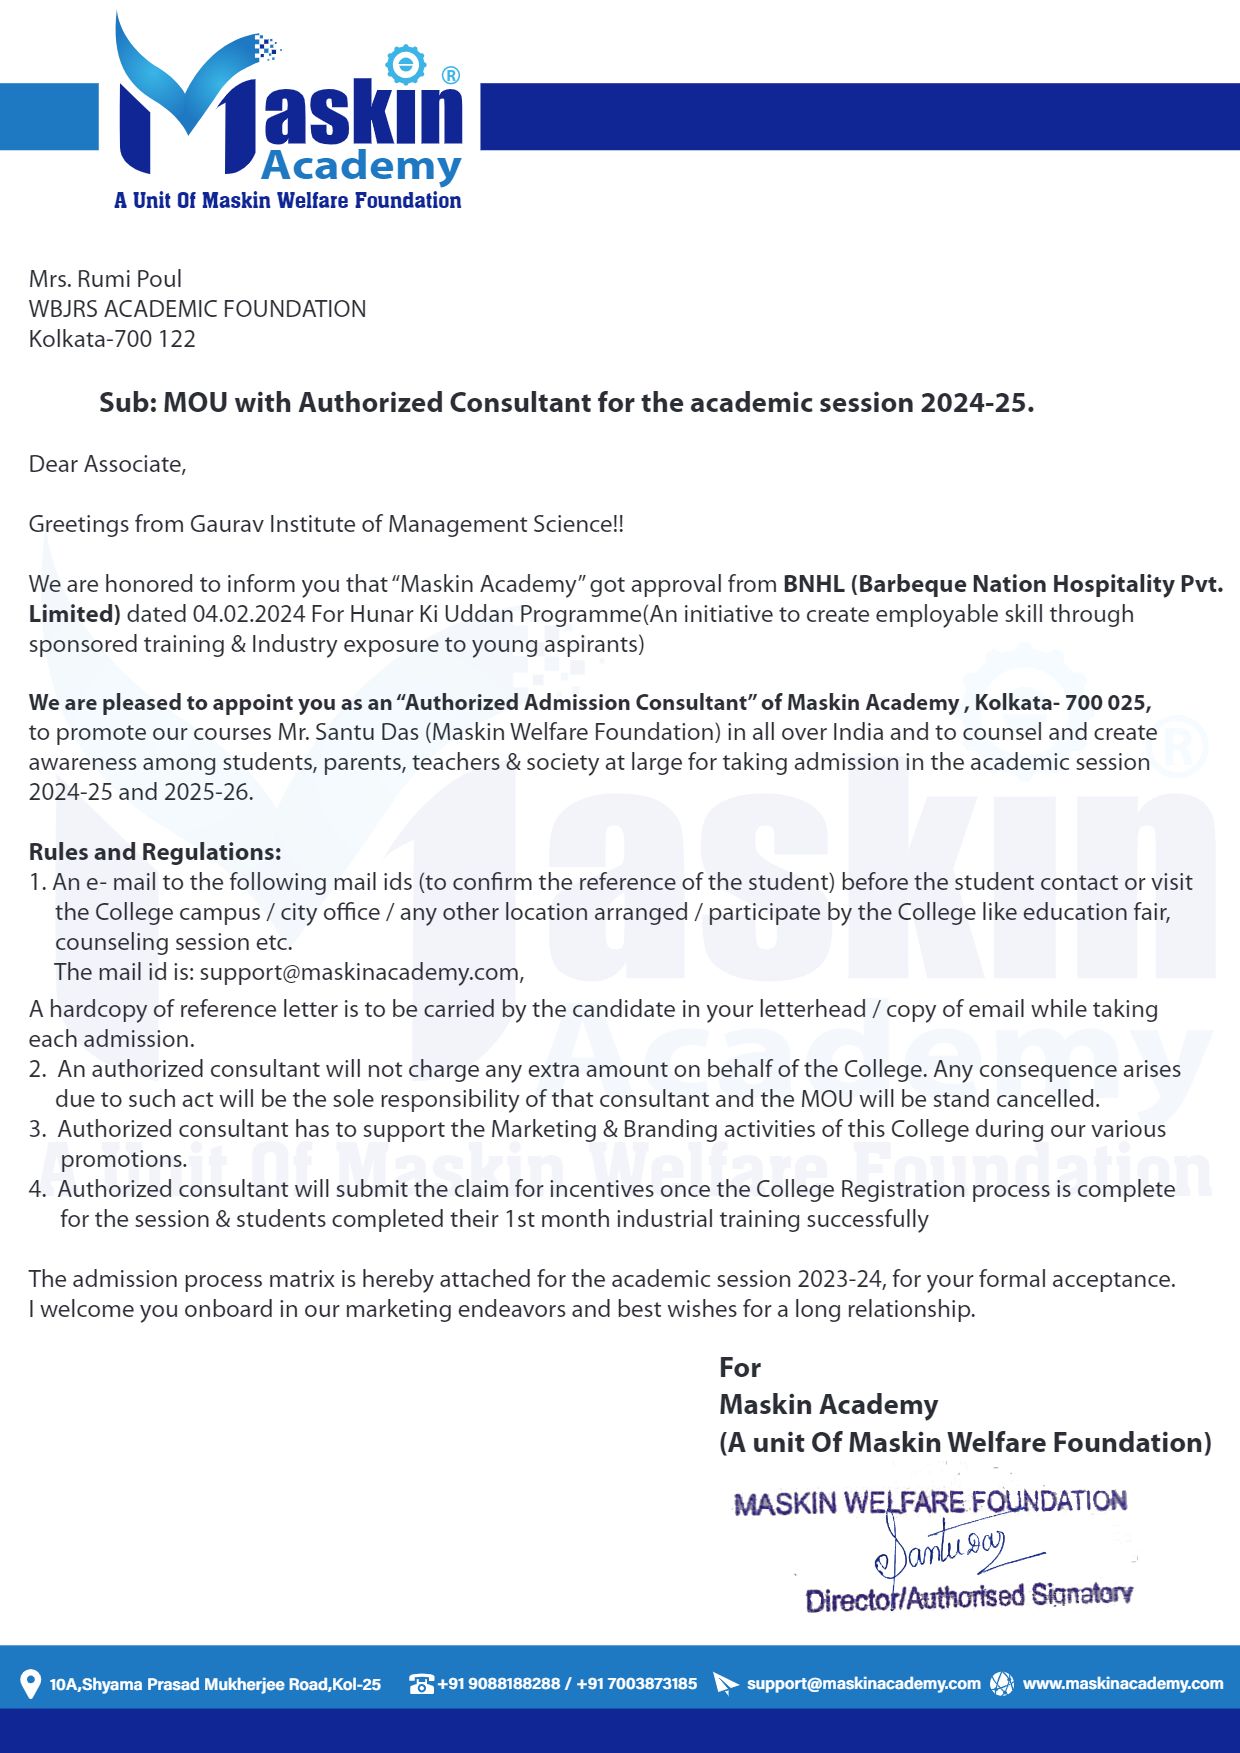 Maskin ®
Academy
A Unit Of Maskin Welfare Foundation
Mrs. Rumi Poul
WBJRS ACADEMIC FOUNDATION
Kolkata-700 122
Sub: MOU with Authorized Consultant for the academic session 2024-25.
Dear Associate,
Greetings from Gaurav Institute of Management Science!!
We are honored to inform you that “Maskin Academy” got approval from BNHL (Barbeque Nation Hospitality Pvt.
Limited) dated 04.02.2024 For Hunar Ki Uddan Programme(An initiative to create employable skill through
sponsored training & Industry exposure to young aspirants)
We are pleased to appoint you as an “Authorized Admission Consultant” of Maskin Academy , Kolkata- 700 025,
to promote our courses Mr. Santu Das (Maskin Welfare Foundation) in all over India and to counsel and create
awareness among students, parents, teachers & society at large for taking admission in the academic session
2024-25 and 2025-26.
Rules and Regulations:
1. An e- mail to the following mail ids (to confirm the reference of the student) before the student contact or visit
the College campus / city office / any other location arranged / participate by the College like education fair,
counseling session etc.
The mail id is: support@maskinacademy.com,
A hardcopy of reference letter is to be carried by the candidate in your letterhead / copy of email while taking
each admission.
2. An authorized consultant will not charge any extra amount on behalf of the College. Any consequence arises
due to such act will be the sole responsibility of that consultant and the MOU will be stand cancelled.
3. Authorized consultant has to support the Marketing & Branding activities of this College during our various
promotions.
4. Authorized consultant will submit the claim for incentives once the College Registration process is complete
for the session & students completed their 1st month industrial training successfully
The admission process matrix is hereby attached for the academic session 2023-24, for your formal acceptance.
I welcome you onboard in our marketing endeavors and best wishes for a long relationship.
For
Maskin Academy
(A unit Of Maskin Welfare Foundation)
MASKIN WELFARE FOUNDATION
Santu Das
Director/Authorised Signatory
10A,Shyama Prasad Mukherjee Road,Kol-25 +91 9088188288 / +91 7003873185 support@maskinacademy.com www.maskinacademy.com